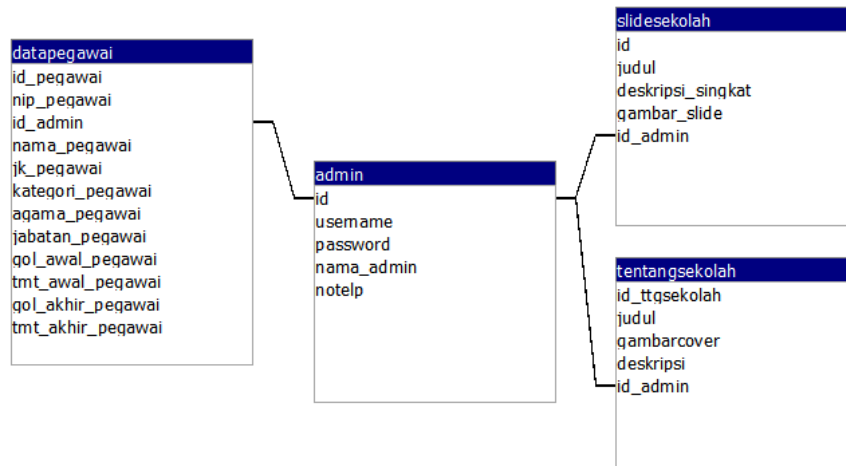 datapegawai
id_pegawai
nip_pegawai
id_admin
nama_pegawai
jk_pegawai
kategori_pegawai
agama_pegawai
jabatan_pegawai
gol_awal_pegawai
tmt_awal_pegawai
gol_akhir_pegawai
tmt_akhir_pegawai
admin
id
username
password
nama_admin
notelp
slidesekolah
id
judul
deskripsi_singkat
gambar_slide
id_admin
tentangsekolah
id_ttgsekolah
judul
gambarcover
deskripsi
id_admin